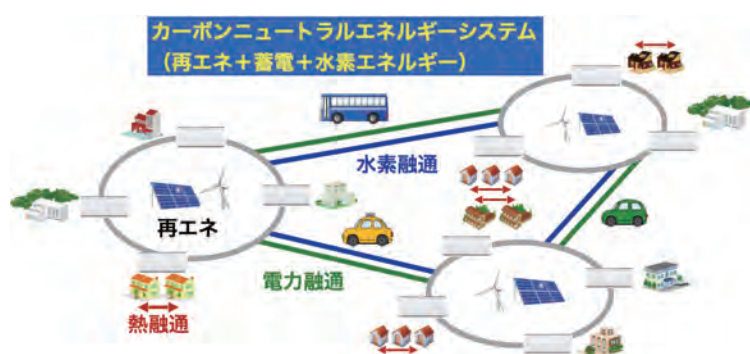 カーボンニュートラルエネルギーシステム
（再エネ＋蓄電＋水素エネルギー）
水素融通
再エネ
電力融通
熱融通